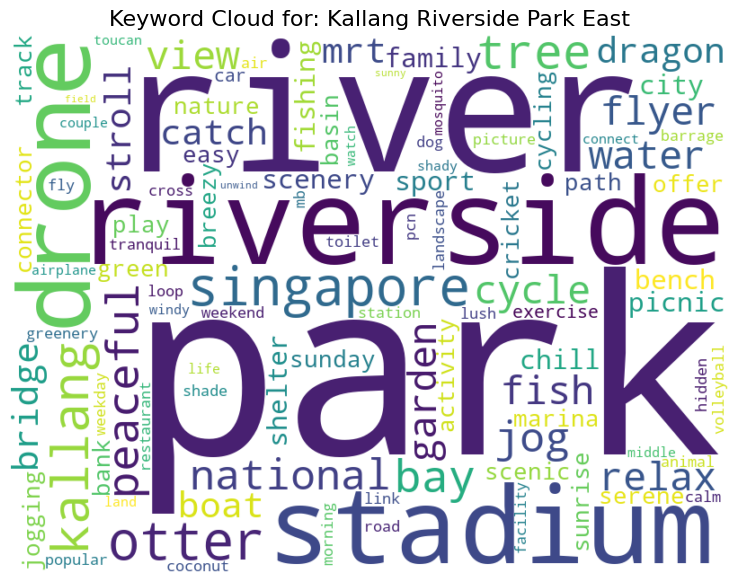 Keyword Cloud for: Kallang Riverside Park East
toucan
track
drone
stroll
view
air
car
nature
catch
easy
river
mrt
family
fishing
basin
scenery
watch
sunny
tree
dragon
city
flyer
water
mosquito
dog
picture
cycling
connect
barrage
field
couple
fly
connector
cross
unwind
breezy
mb
sport
shady
path
offer
play
tranquil
riverside
toilet
pcn
landscape
cricket
airplane
green
greenery
kallang
bridge
peaceful
loop
windy
weekend
singapore
station
cycle
lush
exercise
bench
picnic
life
shade
park
sunday
shelter
garden
activity
chill
fish
marina
hidden
volleyball
jog
bank
weekday
restaurant
national
bay
scenic
middle
animal
relax
serene
calm
jogging
land
boat
otter
link
road
morning
stadium
facility
sunrise
popular
coconut